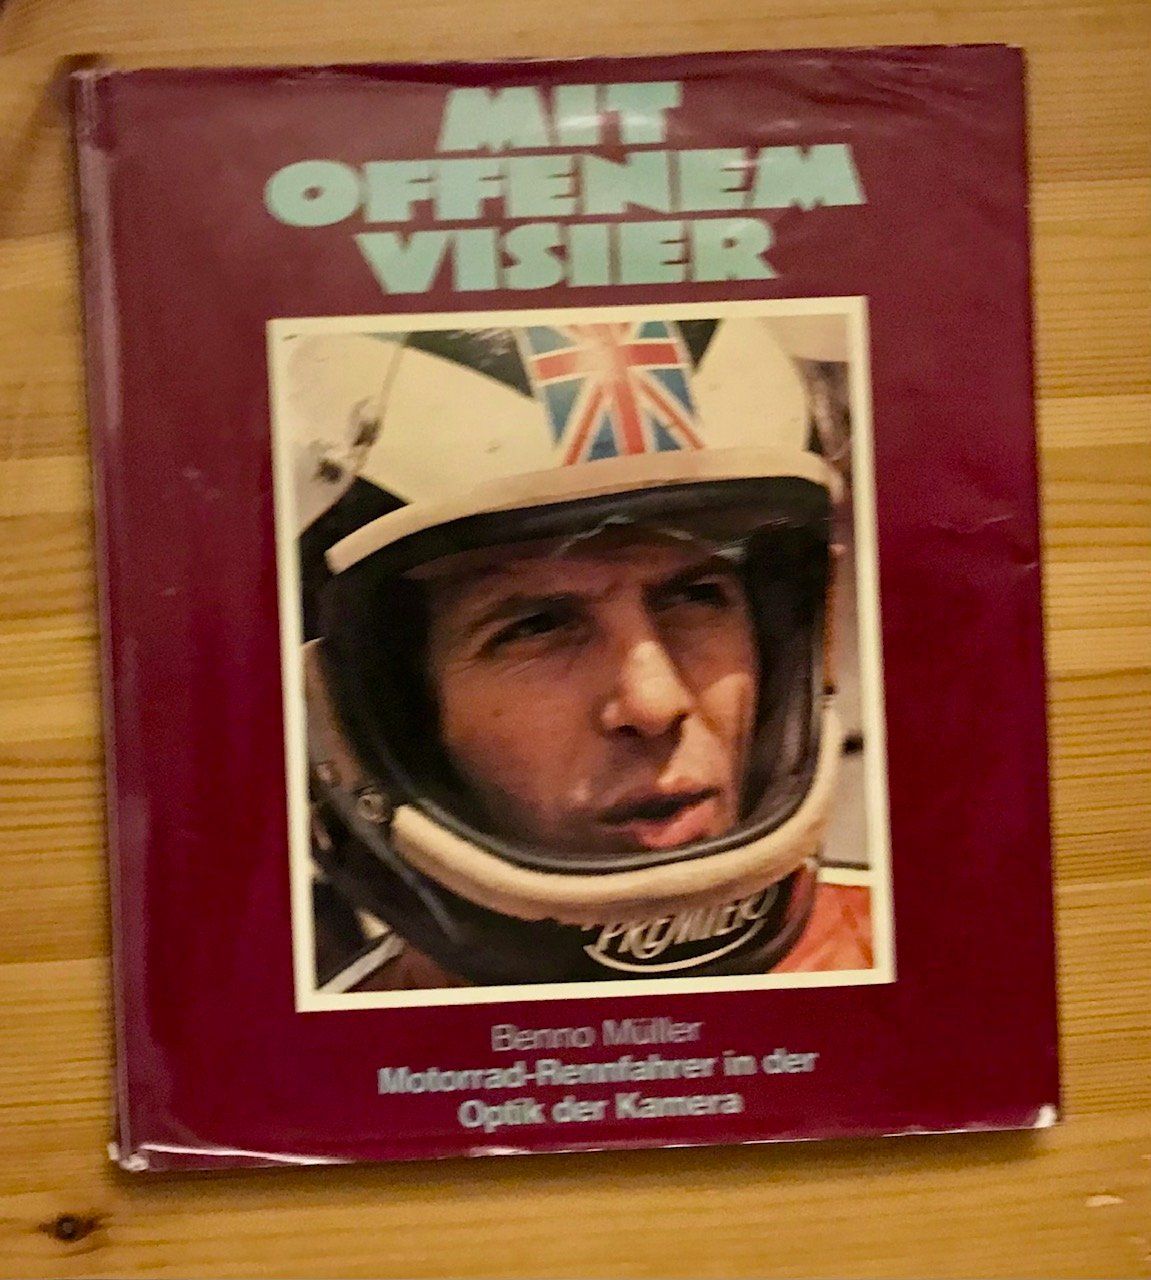 MIT
OFFENEM
VISIER
PREMIER
Benno Müller
Motorrad-Rennfahrer in der
Optik der Kamera